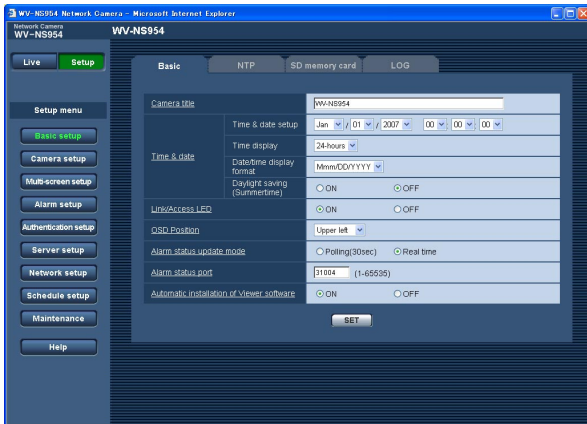 WV-NS954 Network Camera - Microsoft Internet Explorer
Network Camera
WV-NS954
WV-NS954
Live Setup
Basic NTP SD memory card LOG
Setup menu
Basic setup
Camera setup
Multi-screen setup
Alarm setup
Authentication setup
Server setup
Network setup
Schedule setup
Maintenance
Help
Camera title WV-NS954
Time & date
Time & date setup Jan / 01 / 2007 00 : 00 : 00
Time display 24-hours
Date/time display
format Mmm/DD/YYYY
Daylight saving
(Summertime) ON OFF
Link/Access LED ON OFF
OSD Position Upper left
Alarm status update
mode Polling(30sec) Real time
Alarm status port 31004 (1-65535)
Automatic installation of Viewer software ON OFF
SET